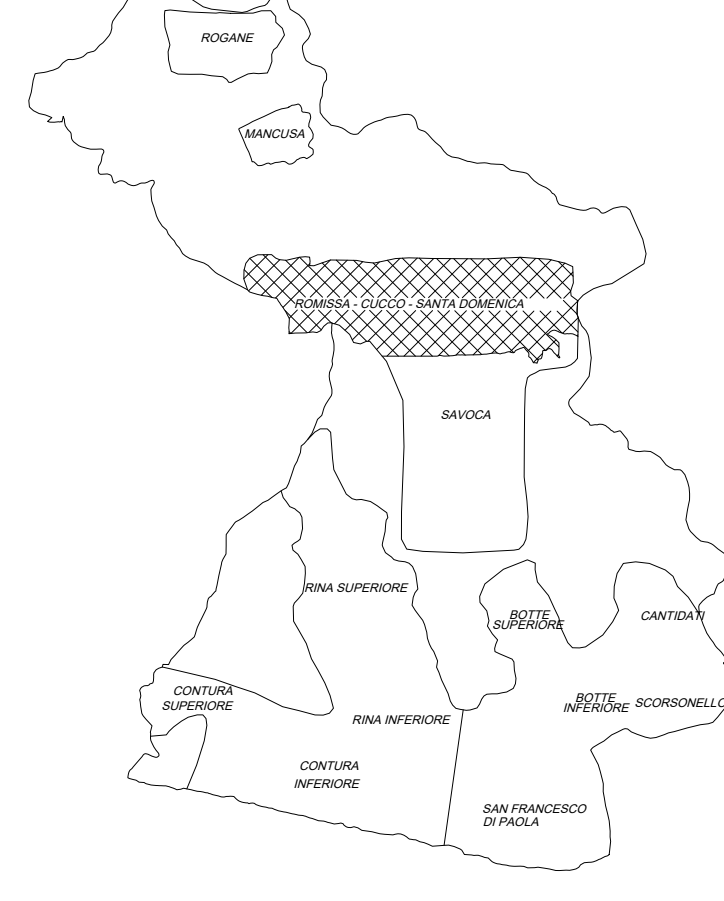 ROGANE
MANCUSA
ROMISSA - CUCCO - SANTA DOMENICA
SAVOCA
RINA SUPERIORE
BOTTE
SUPERIORE
CANTIDATI
CONTURA
SUPERIORE
BOTTE
INFERIORE
SCORSONELLO
RINA INFERIORE
CONTURA
INFERIORE
SAN FRANCESCO
DI PAOLA